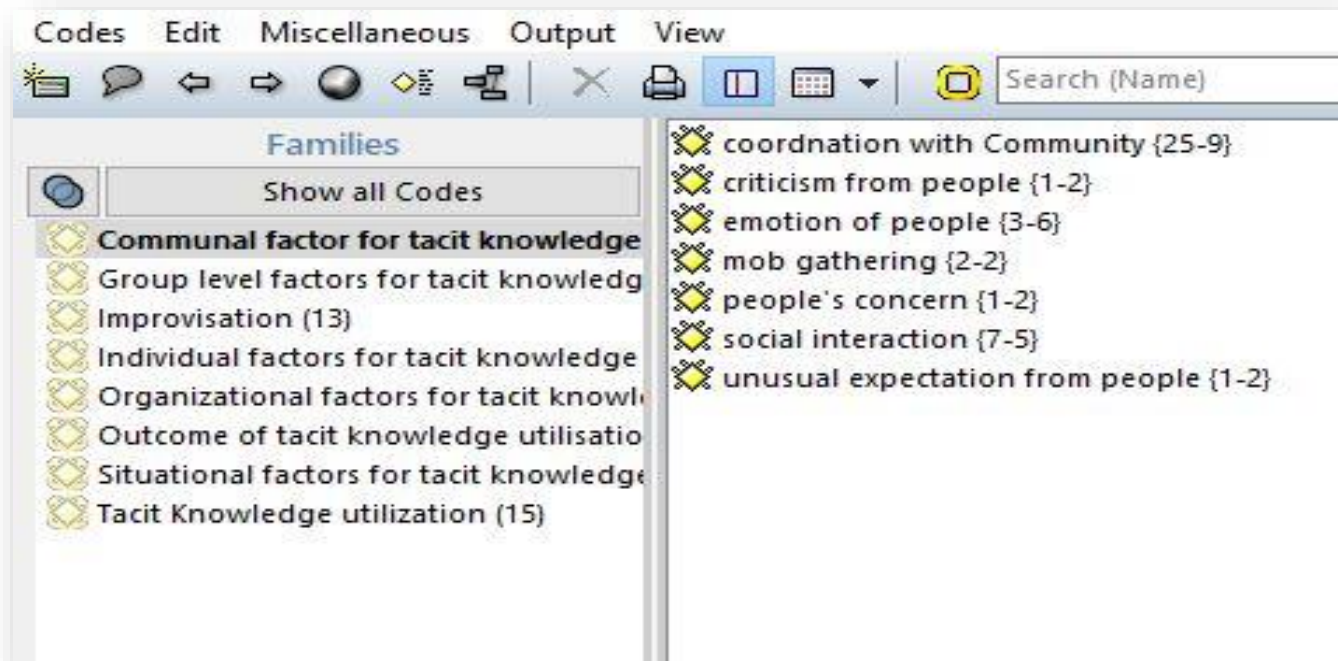 Codes Edit Miscellaneous Output View
Search (Name)
Families
Show all Codes
Communal factor for tacit knowledge
Group level factors for tacit knowledg
Improvisation (13)
Individual factors for tacit knowledge
Organizational factors for tacit knowl
Outcome of tacit knowledge utilisatio
Situational factors for tacit knowledge
Tacit Knowledge utilization (15)
coordnation with Community {25-9}
criticism from people {1-2}
emotion of people {3-6}
mob gathering {2-2}
people's concern {1-2}
social interaction {7-5}
unusual expectation from people {1-2}